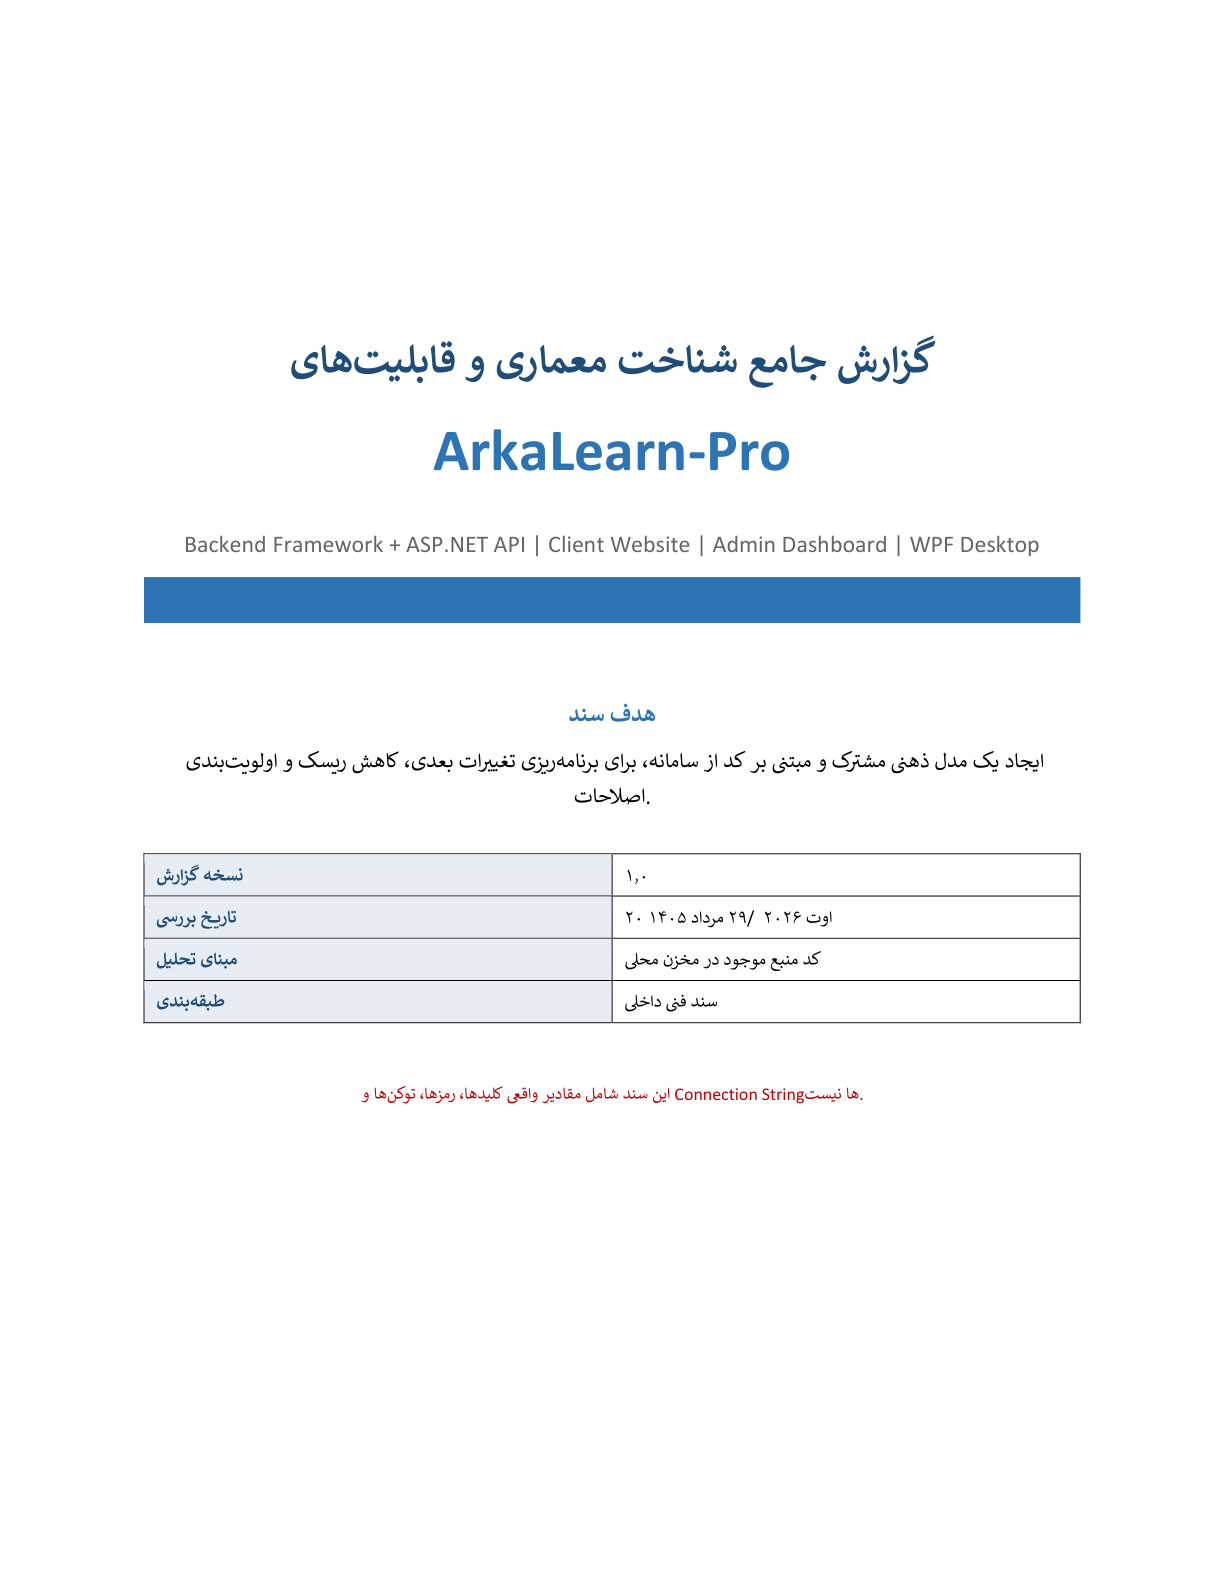 گزارش جامع شناخت معماری و قابلیت‌های
ArkaLearn-Pro
Backend Framework + ASP.NET API | Client Website | Admin Dashboard | WPF Desktop
هدف سند
ایجاد یک مدل ذهنی مشترک و مبتنی بر کد از سامانه، برای برنامه‌ریزی تغییرات بعدی، کاهش ریسک و اولویت‌بندی
اصلاحات.
نسخه گزارش ۱,۰
تاریخ بررسی ۲۰ اوت ۲۰۲۶ / ۲۹ مرداد ۱۴۰۵
مبنای تحلیل کد منبع موجود در مخزن محلی
طبقه‌بندی سند فنی داخلی
این سند شامل مقادیر واقعی کلیدها، رمزها، توکن‌ها و Connection Stringها نیست.